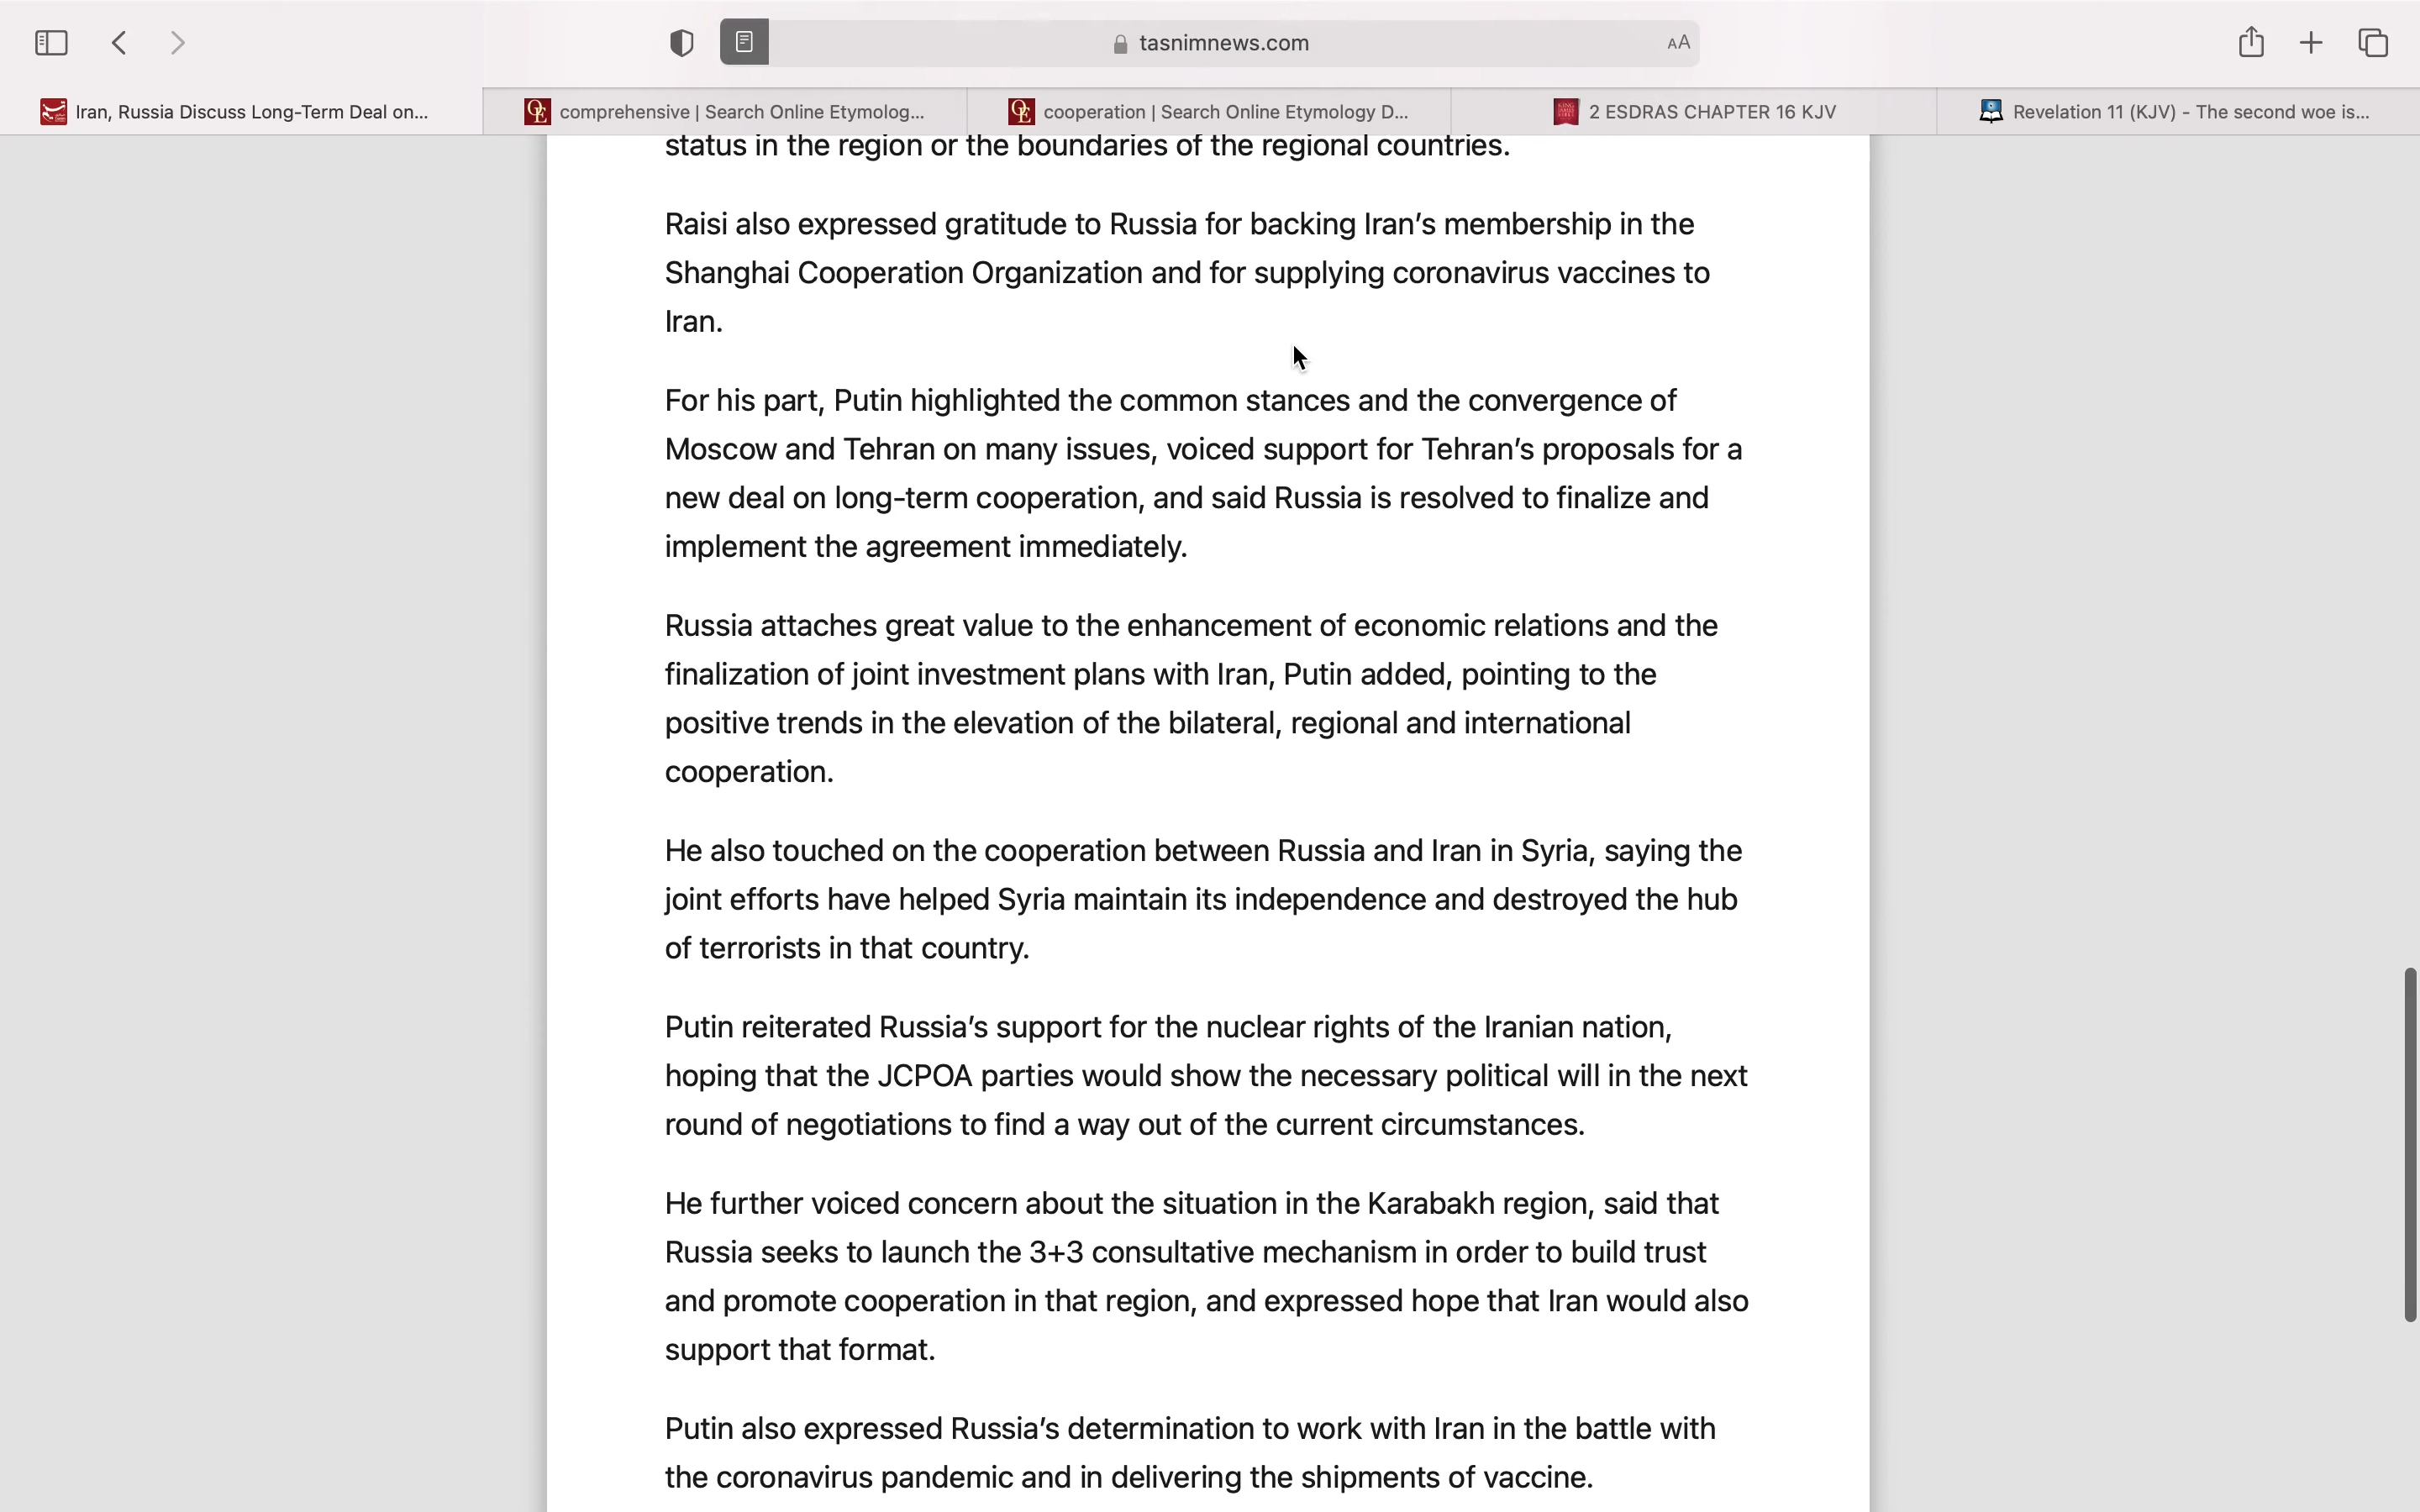 tasnimnews.com
AA
Iran, Russia Discuss Long-Term Deal on...
comprehensive | Search Online Etymolog...
cooperation | Search Online Etymology D...
2 ESDRAS CHAPTER 16 KJV
Revelation 11 (KJV) - The second woe is...
status in the region or the boundaries of the regional countries.
Raisi also expressed gratitude to Russia for backing Iran's membership in the
Shanghai Cooperation Organization and for supplying coronavirus vaccines to
Iran.
For his part, Putin highlighted the common stances and the convergence of
Moscow and Tehran on many issues, voiced support for Tehran's proposals for a
new deal on long-term cooperation, and said Russia is resolved to finalize and
implement the agreement immediately.
Russia attaches great value to the enhancement of economic relations and the
finalization of joint investment plans with Iran, Putin added, pointing to the
positive trends in the elevation of the bilateral, regional and international
cooperation.
He also touched on the cooperation between Russia and Iran in Syria, saying the
joint efforts have helped Syria maintain its independence and destroyed the hub
of terrorists in that country.
Putin reiterated Russia's support for the nuclear rights of the Iranian nation,
hoping that the JCPOA parties would show the necessary political will in the next
round of negotiations to find a way out of the current circumstances.
He further voiced concern about the situation in the Karabakh region, said that
Russia seeks to launch the 3+3 consultative mechanism in order to build trust
and promote cooperation in that region, and expressed hope that Iran would also
support that format.
Putin also expressed Russia's determination to work with Iran in the battle with
the coronavirus pandemic and in delivering the shipments of vaccine.